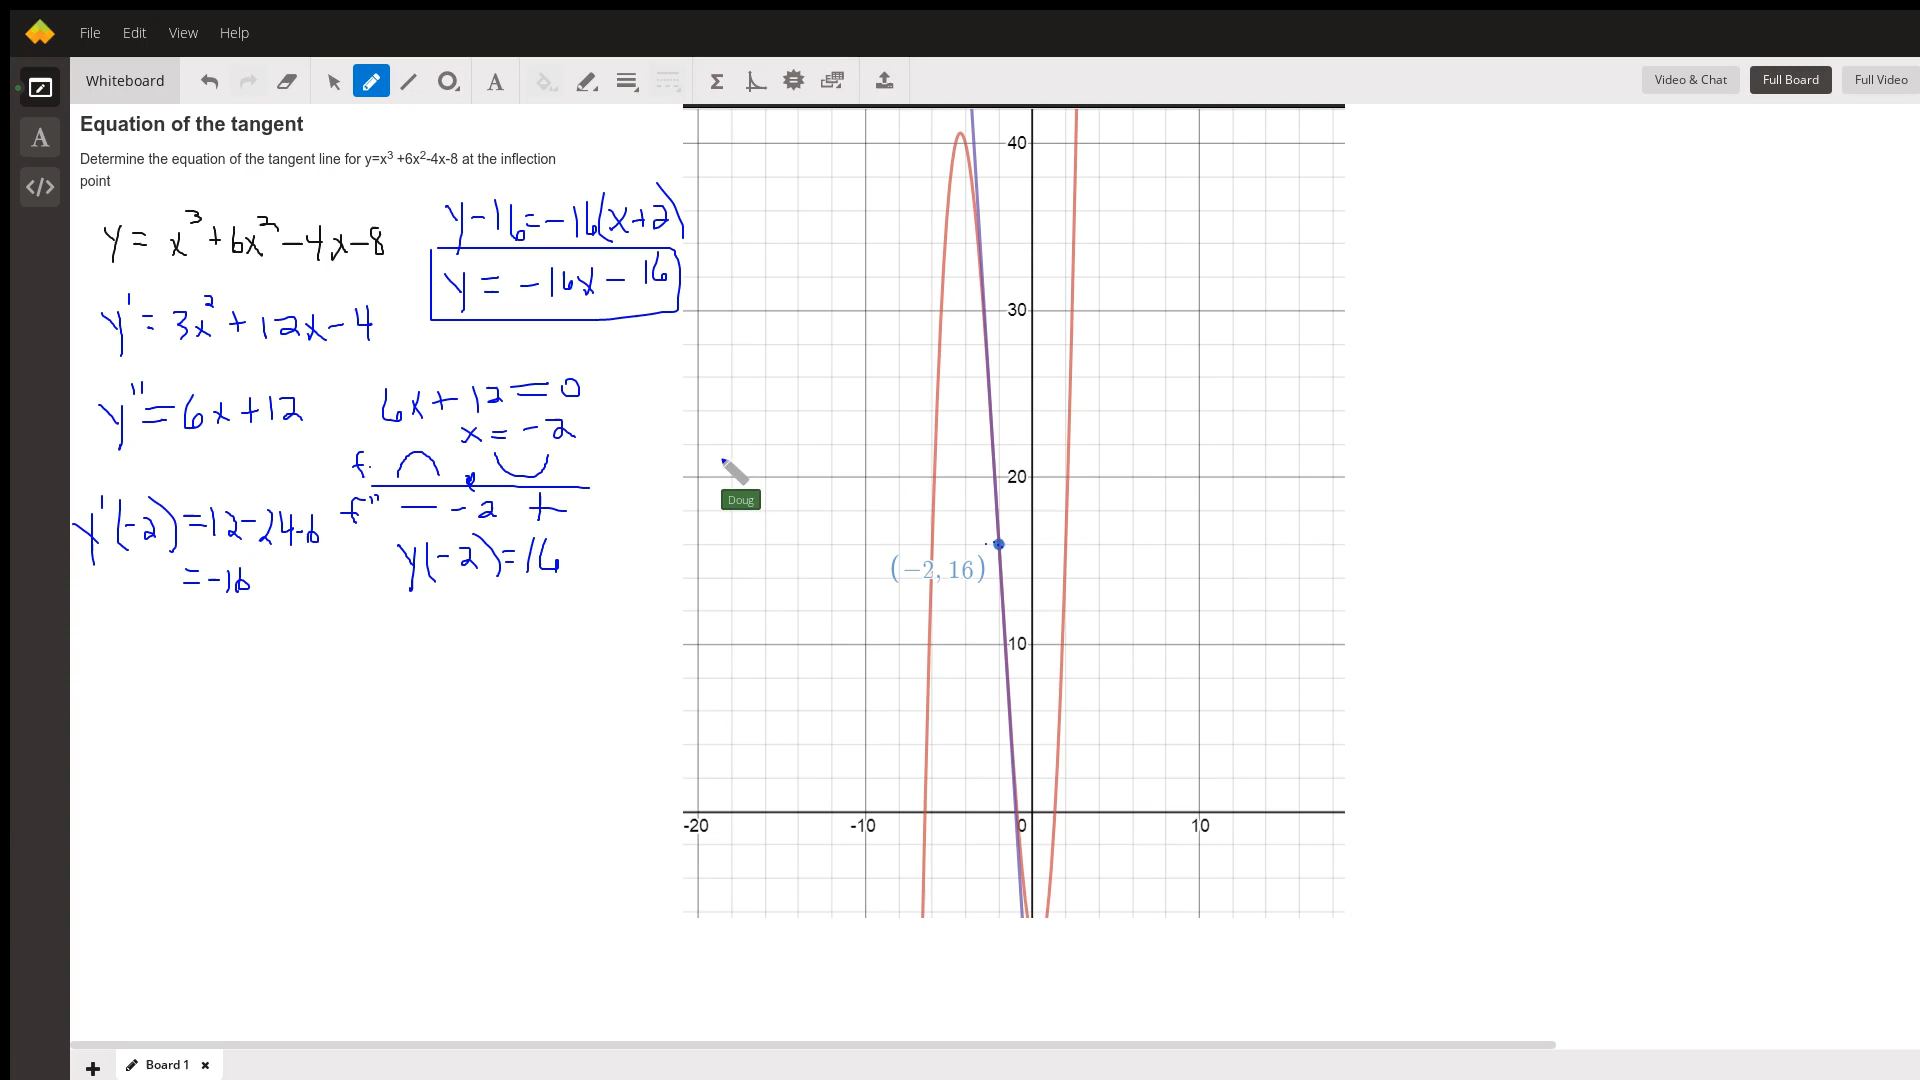 File Edit View Help
Whiteboard
Video & Chat Full Board Full Video
Equation of the tangent
Determine the equation of the tangent line for y=x³ +6x²-4x-8 at the inflection
point
y = x³ + 6x² - 4x - 8
y' = 3x² + 12x - 4
y'' = 6x + 12
y'(-2) = 12 - 24 -
= -16
y - 16 = -16(x + 2)
y = -16x - 16
6x + 12 = 0
x = -2
f
f'' - -2 +
y(-2) = 16
40
30
20
10
-20 -10 0 10
(-2, 16)
Doug
Board 1